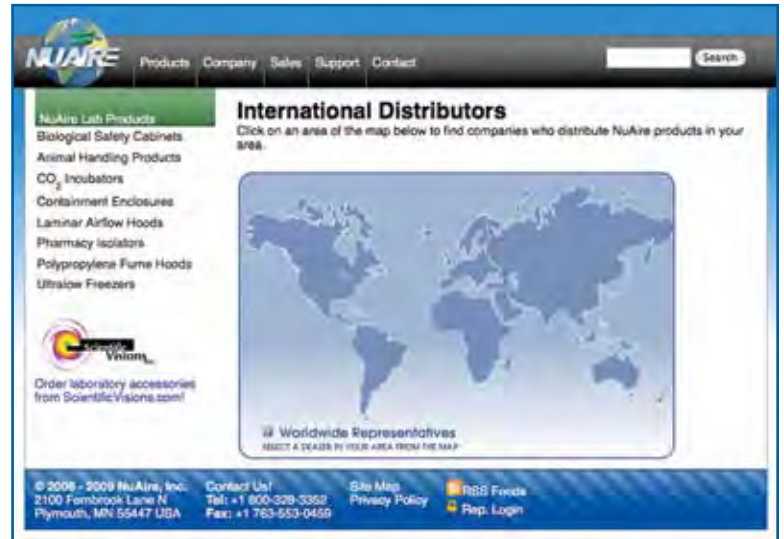 NUAIRE
Products Company Sales Support Contact
Search
NuAire Lab Products
Biological Safety Cabinets
Animal Handling Products
CO2 Incubators
Containment Enclosures
Laminar Airflow Hoods
Pharmacy Isolators
Polypropylene Fume Hoods
Ultralow Freezers
Scientific
Visions
Order laboratory accessories
from ScientificVisions.com!
International Distributors
Click on an area of the map below to find companies who distribute NuAire products in your
area.
Worldwide Representatives
SELECT A DEALER IN YOUR AREA FROM THE MAP
© 2006 - 2009 NuAire, Inc.
2100 Fernbrook Lane N
Plymouth, MN 55447 USA
Contact Us!
Tel: +1 800-328-3352
Fax: +1 763-553-0459
Site Map
Privacy Policy
RSS Feeds
Rep. Login